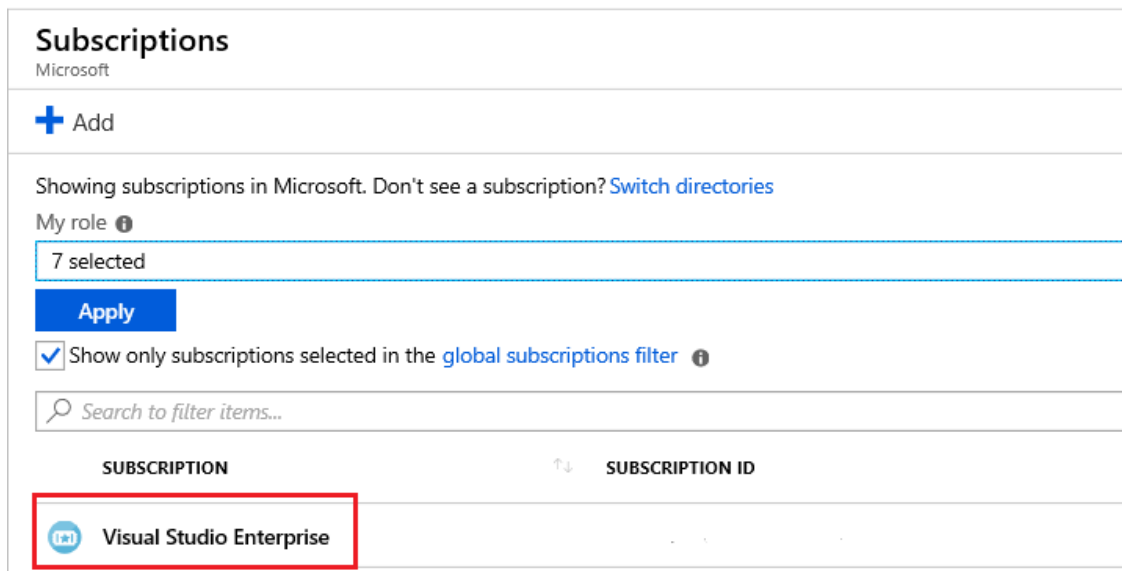 Subscriptions
Microsoft
Add
Showing subscriptions in Microsoft. Don't see a subscription? Switch directories
My role
7 selected
Apply
Show only subscriptions selected in the global subscriptions filter
Search to filter items...
SUBSCRIPTION SUBSCRIPTION ID
Visual Studio Enterprise